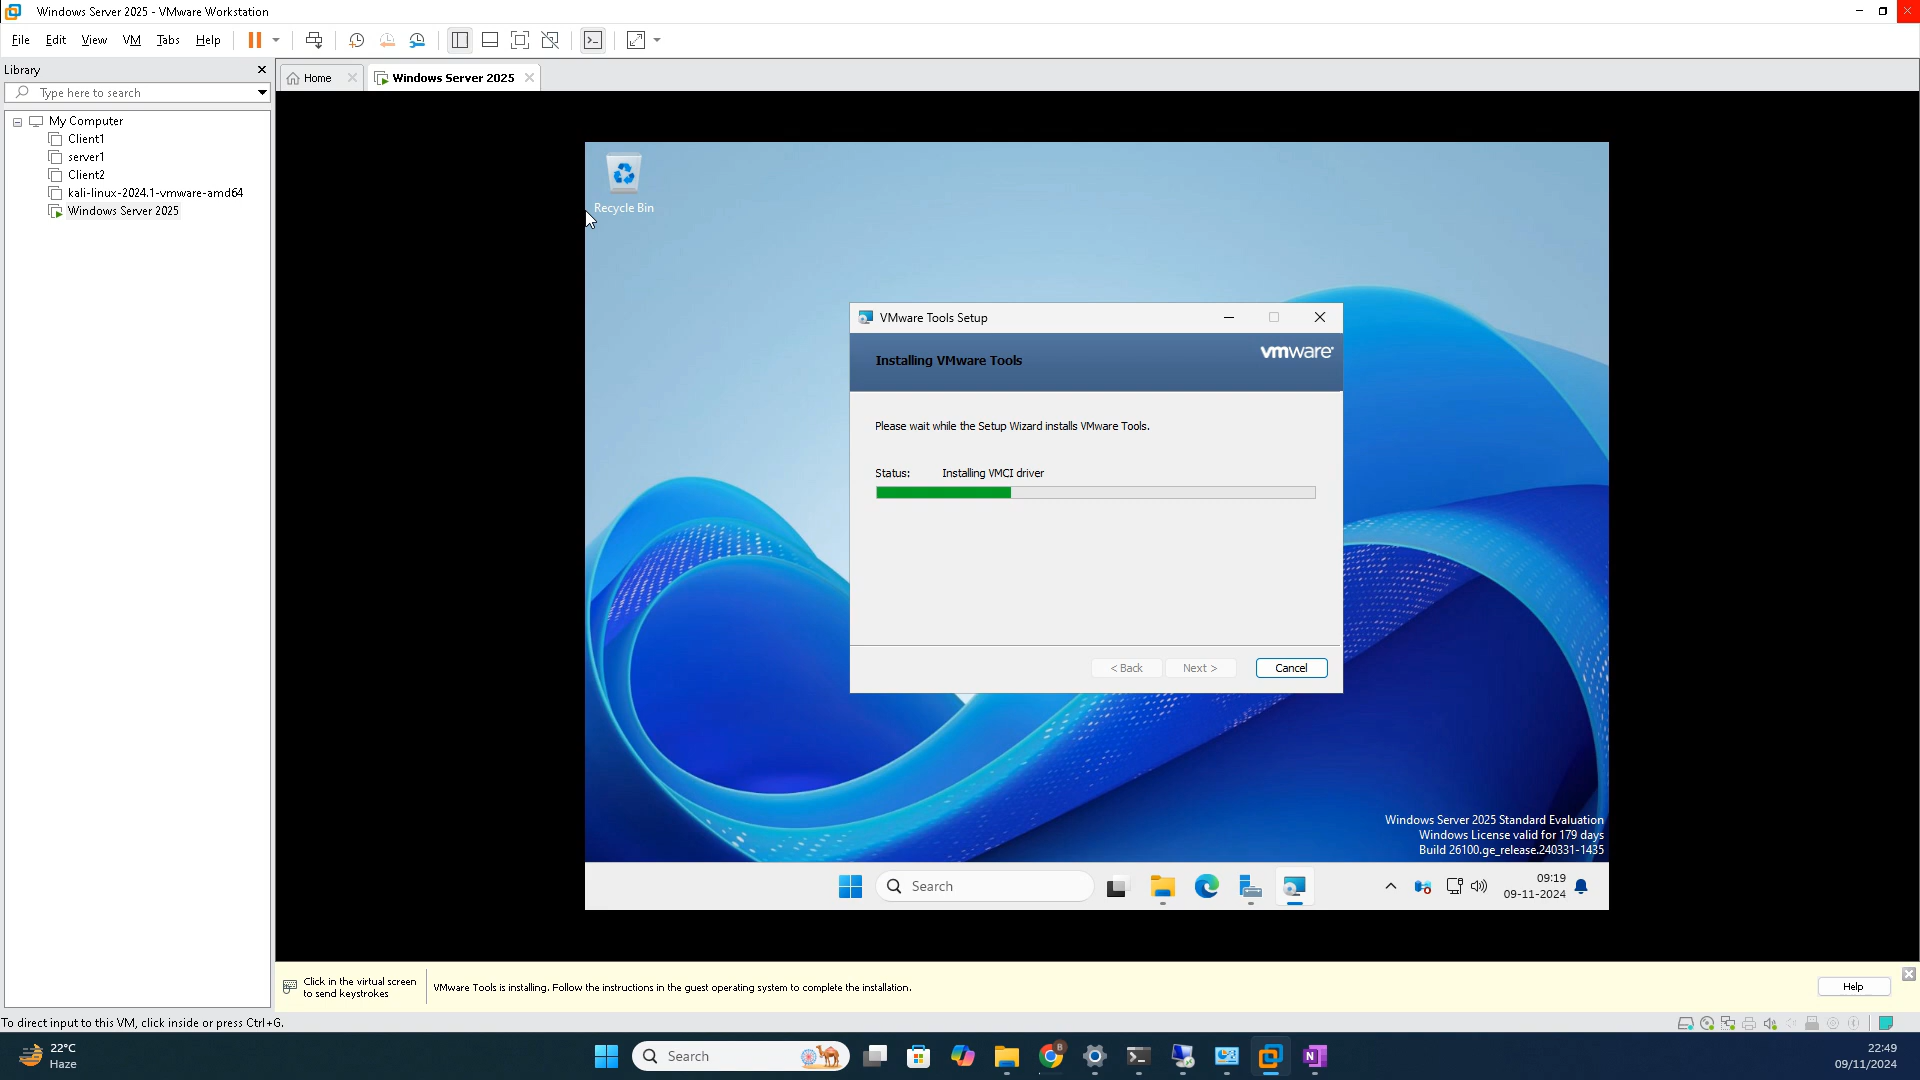 Windows Server 2025 - VMware Workstation
File Edit View VM Tabs Help
Library
Type here to search
My Computer
Client1
server1
Client2
kali-linux-2024.1-vmware-amd64
Windows Server 2025
Home
Windows Server 2025
Recycle Bin
VMware Tools Setup
Installing VMware Tools
vmware
Please wait while the Setup Wizard installs VMware Tools.
Status: Installing VMCI driver
< Back
Next >
Cancel
Windows Server 2025 Standard Evaluation
Windows License valid for 179 days
Build 26100.ge_release.240331-1435
Search
09:19
09-11-2024
Click in the virtual screen
to send keystrokes
VMware Tools is installing. Follow the instructions in the guest operating system to complete the installation.
Help
To direct input to this VM, click inside or press Ctrl+G.
22°C
Haze
Search
B
N
22:49
09/11/2024